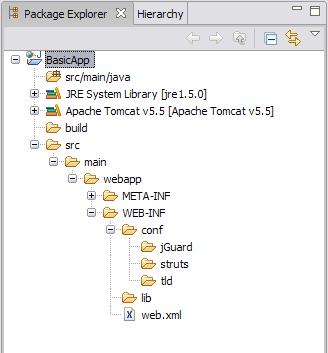 Package Explorer Hierarchy
BasicApp
src/main/java
JRE System Library [jre1.5.0]
Apache Tomcat v5.5 [Apache Tomcat v5.5]
build
src
main
webapp
META-INF
WEB-INF
conf
jGuard
struts
tld
lib
web.xml